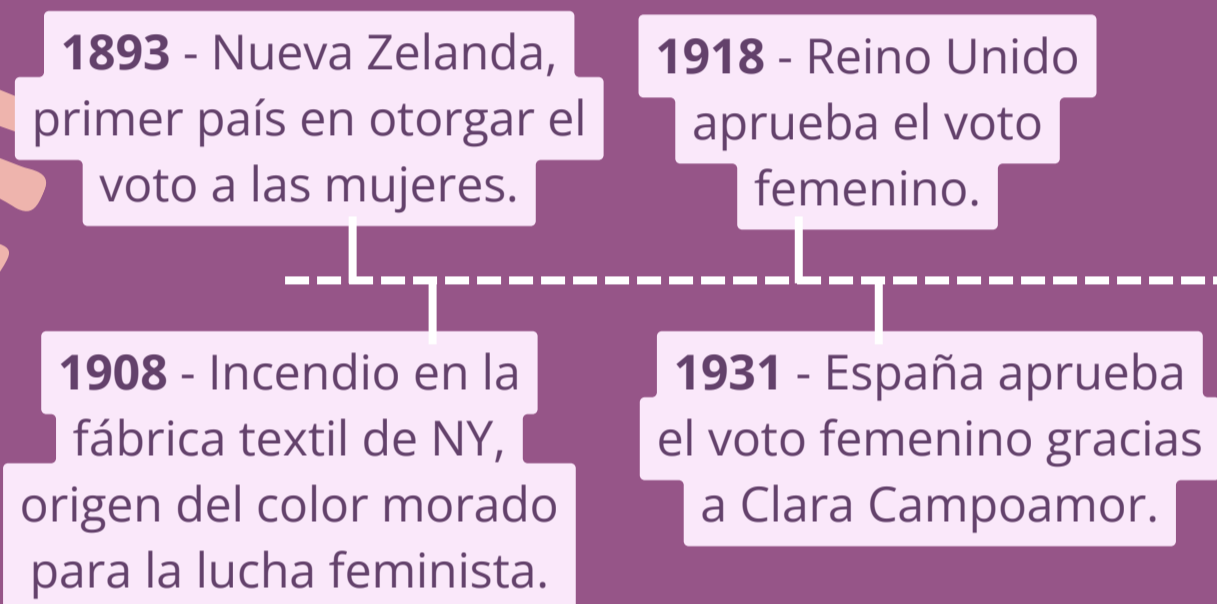 1893 - Nueva Zelanda,
primer país en otorgar el
voto a las mujeres.
1908 - Incendio en la
fábrica textil de NY,
origen del color morado
para la lucha feminista.
1918 - Reino Unido
aprueba el voto
femenino.
1931 - España aprueba
el voto femenino gracias
a Clara Campoamor.